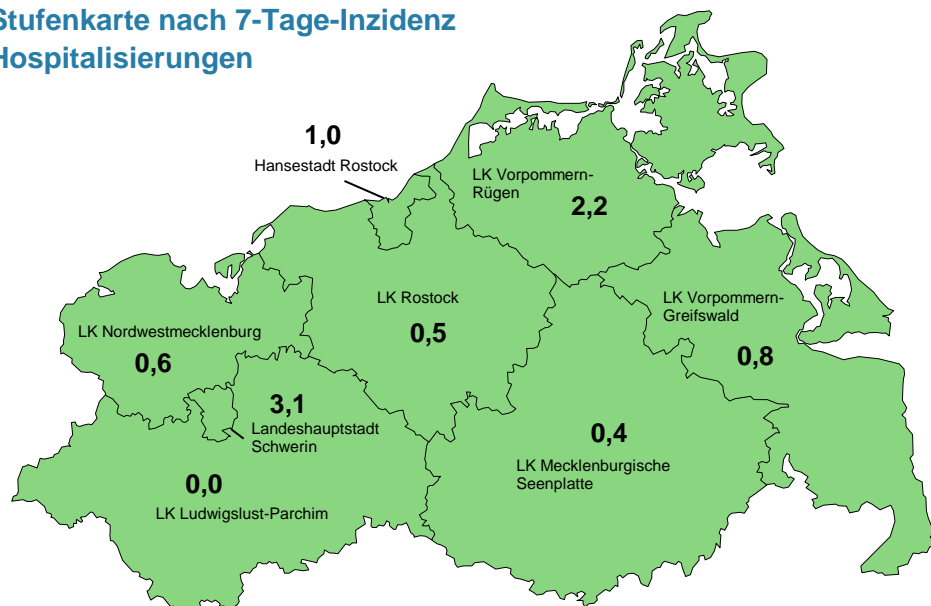 Stufenkarte nach 7-Tage-Inzidenz
Hospitalisierungen
1,0
Hansestadt Rostock
LK Vorpommern-
Rügen
2,2
LK Rostock
0,5
LK Vorpommern-
Greifswald
0,8
LK Nordwestmecklenburg
0,6
3,1
Landeshauptstadt
Schwerin
0,4
LK Mecklenburgische
Seenplatte
0,0
LK Ludwigslust-Parchim